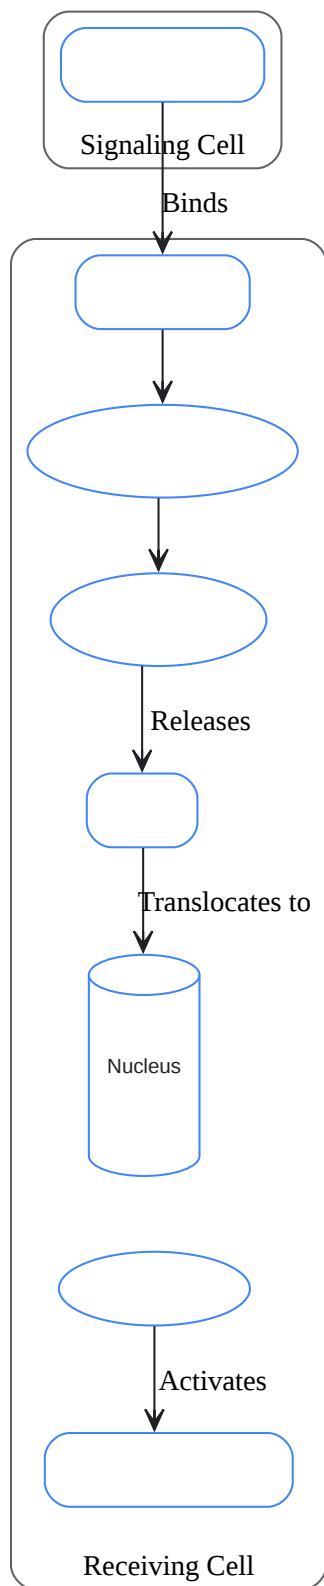 Signaling Cell
Binds
Releases
Translocates to
Nucleus
Activates
Receiving Cell